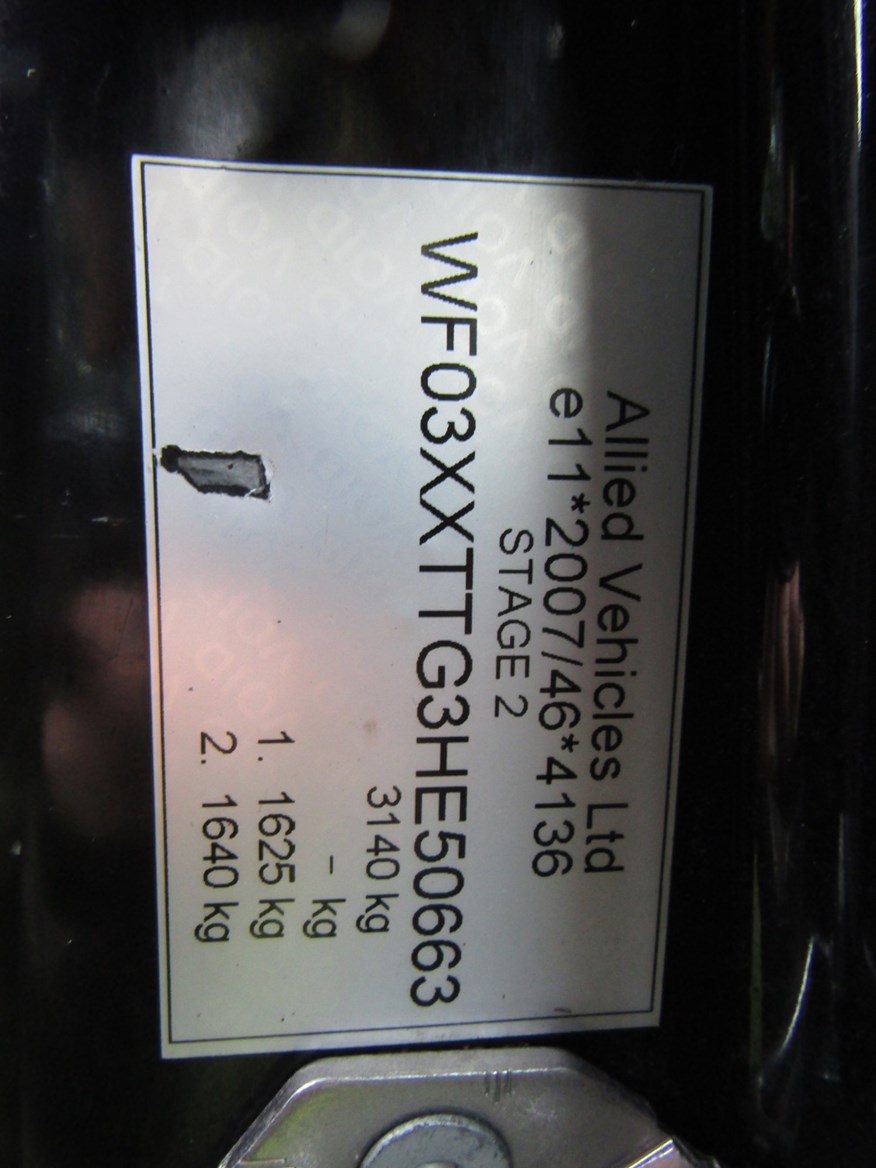 Allied Vehicles Ltd
e11*2007/46*4136
STAGE 2
WF03XXTTG3HE50663
3140 kg
– kg
1. 1625 kg
2. 1640 kg